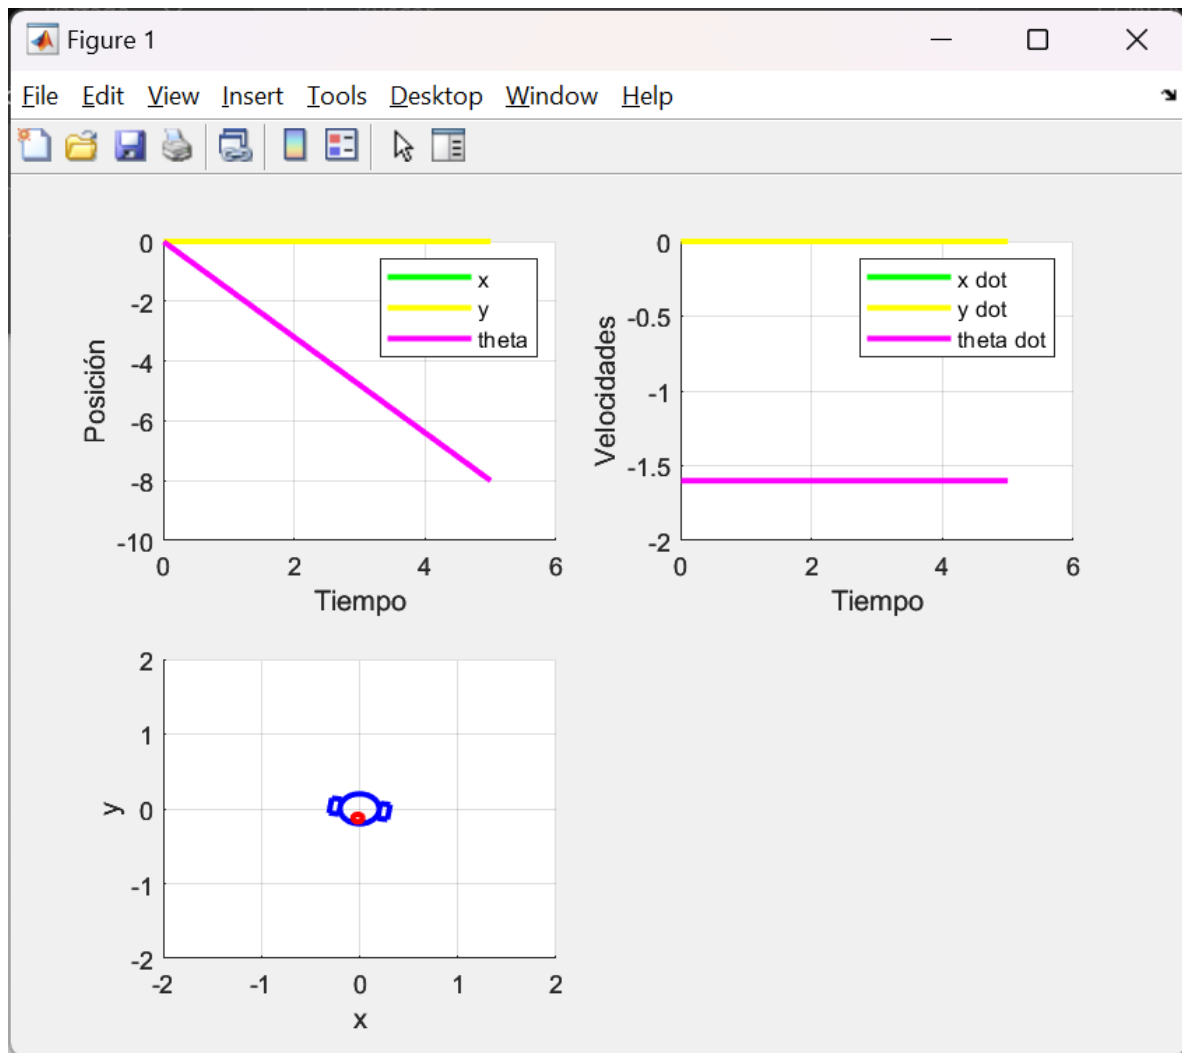 Figure 1
File Edit View Insert Tools Desktop Window Help
0
-2
-4
-6
-8
-10
Posición
x
y
theta
0 2 4 6
Tiempo
0
-0.5
-1
-1.5
-2
Velocidades
x dot
y dot
theta dot
0 2 4 6
Tiempo
2
1
0
-1
-2
y
-2 -1 0 1 2
x